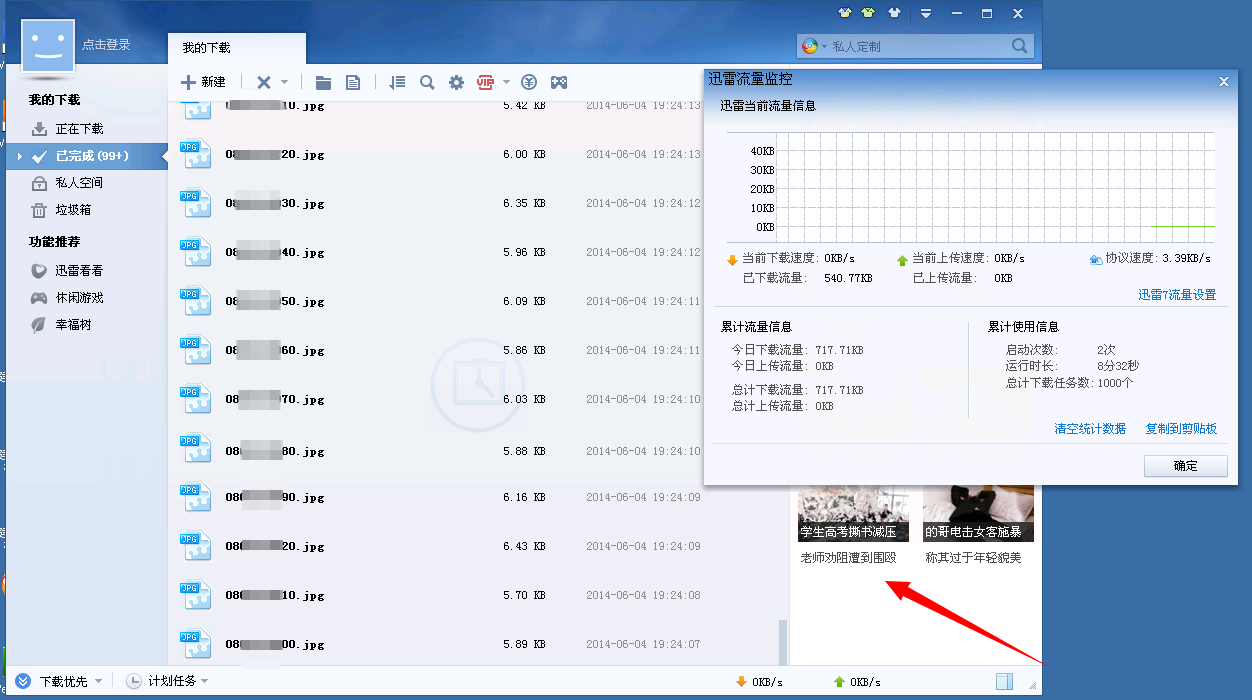 点击登录
我的下载
私人定制
新建
VIP
我的下载
正在下载
已完成 (99+)
私人空间
垃圾箱
功能推荐
迅雷看看
休闲游戏
幸福树
10.jpg 5.42 KB 2014-06-04 19:24:13
JPG 08 20.jpg 6.00 KB 2014-06-04 19:24:13
JPG 08 30.jpg 6.35 KB 2014-06-04 19:24:12
JPG 08 40.jpg 5.96 KB 2014-06-04 19:24:12
JPG 08 50.jpg 6.09 KB 2014-06-04 19:24:11
JPG 08 60.jpg 5.86 KB 2014-06-04 19:24:11
JPG 08 70.jpg 6.03 KB 2014-06-04 19:24:10
JPG 08 80.jpg 5.88 KB 2014-06-04 19:24:10
JPG 08 90.jpg 6.16 KB 2014-06-04 19:24:09
JPG 08 20.jpg 6.43 KB 2014-06-04 19:24:09
JPG 08 10.jpg 5.70 KB 2014-06-04 19:24:08
JPG 08 00.jpg 5.89 KB 2014-06-04 19:24:07
迅雷流量监控
迅雷当前流量信息
40KB
30KB
20KB
10KB
0KB
当前下载速度: 0KB/s 当前上传速度: 0KB/s 协议速度: 3.39KB/s
已下载流量: 540.77KB 已上传流量: 0KB
迅雷7流量设置
累计流量信息
今日下载流量: 717.71KB
今日上传流量: 0KB
总计下载流量: 717.71KB
总计上传流量: 0KB
累计使用信息
启动次数: 2次
运行时长: 8分32秒
总计下载任务数: 1000个
清空统计数据 复制到剪贴板
确定
学生高考撕书减压 的哥电击女客施暴
老师劝阻遭到围殴 称其过于年轻貌美
下载优先 计划任务 0KB/s 0KB/s